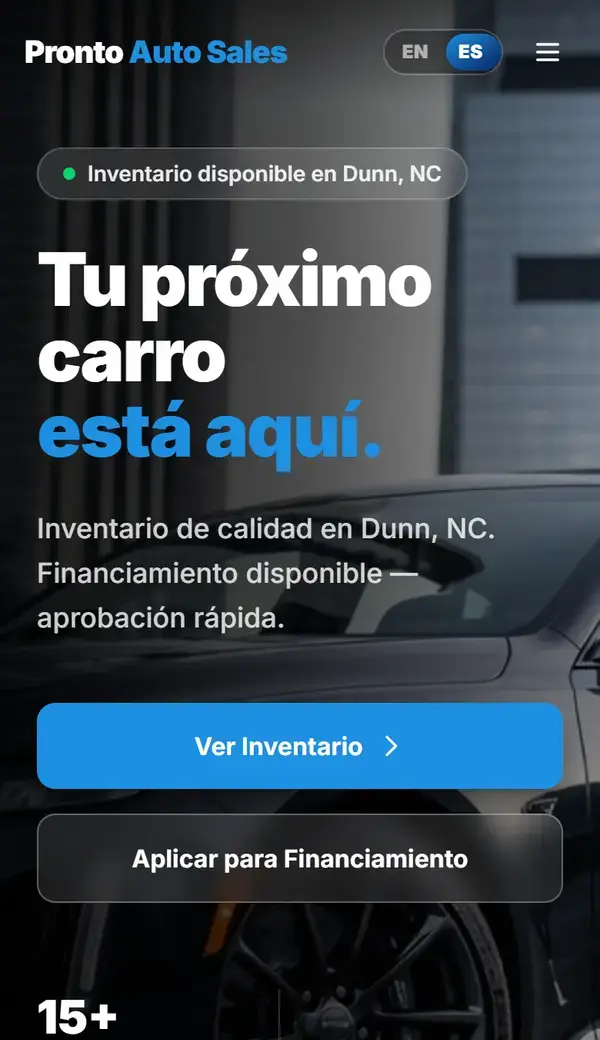 Pronto Auto Sales
EN ES
Inventario disponible en Dunn, NC
Tu próximo
carro
está aquí.
Inventario de calidad en Dunn, NC.
Financiamiento disponible —
aprobación rápida.
Ver Inventario
Aplicar para Financiamiento
15+